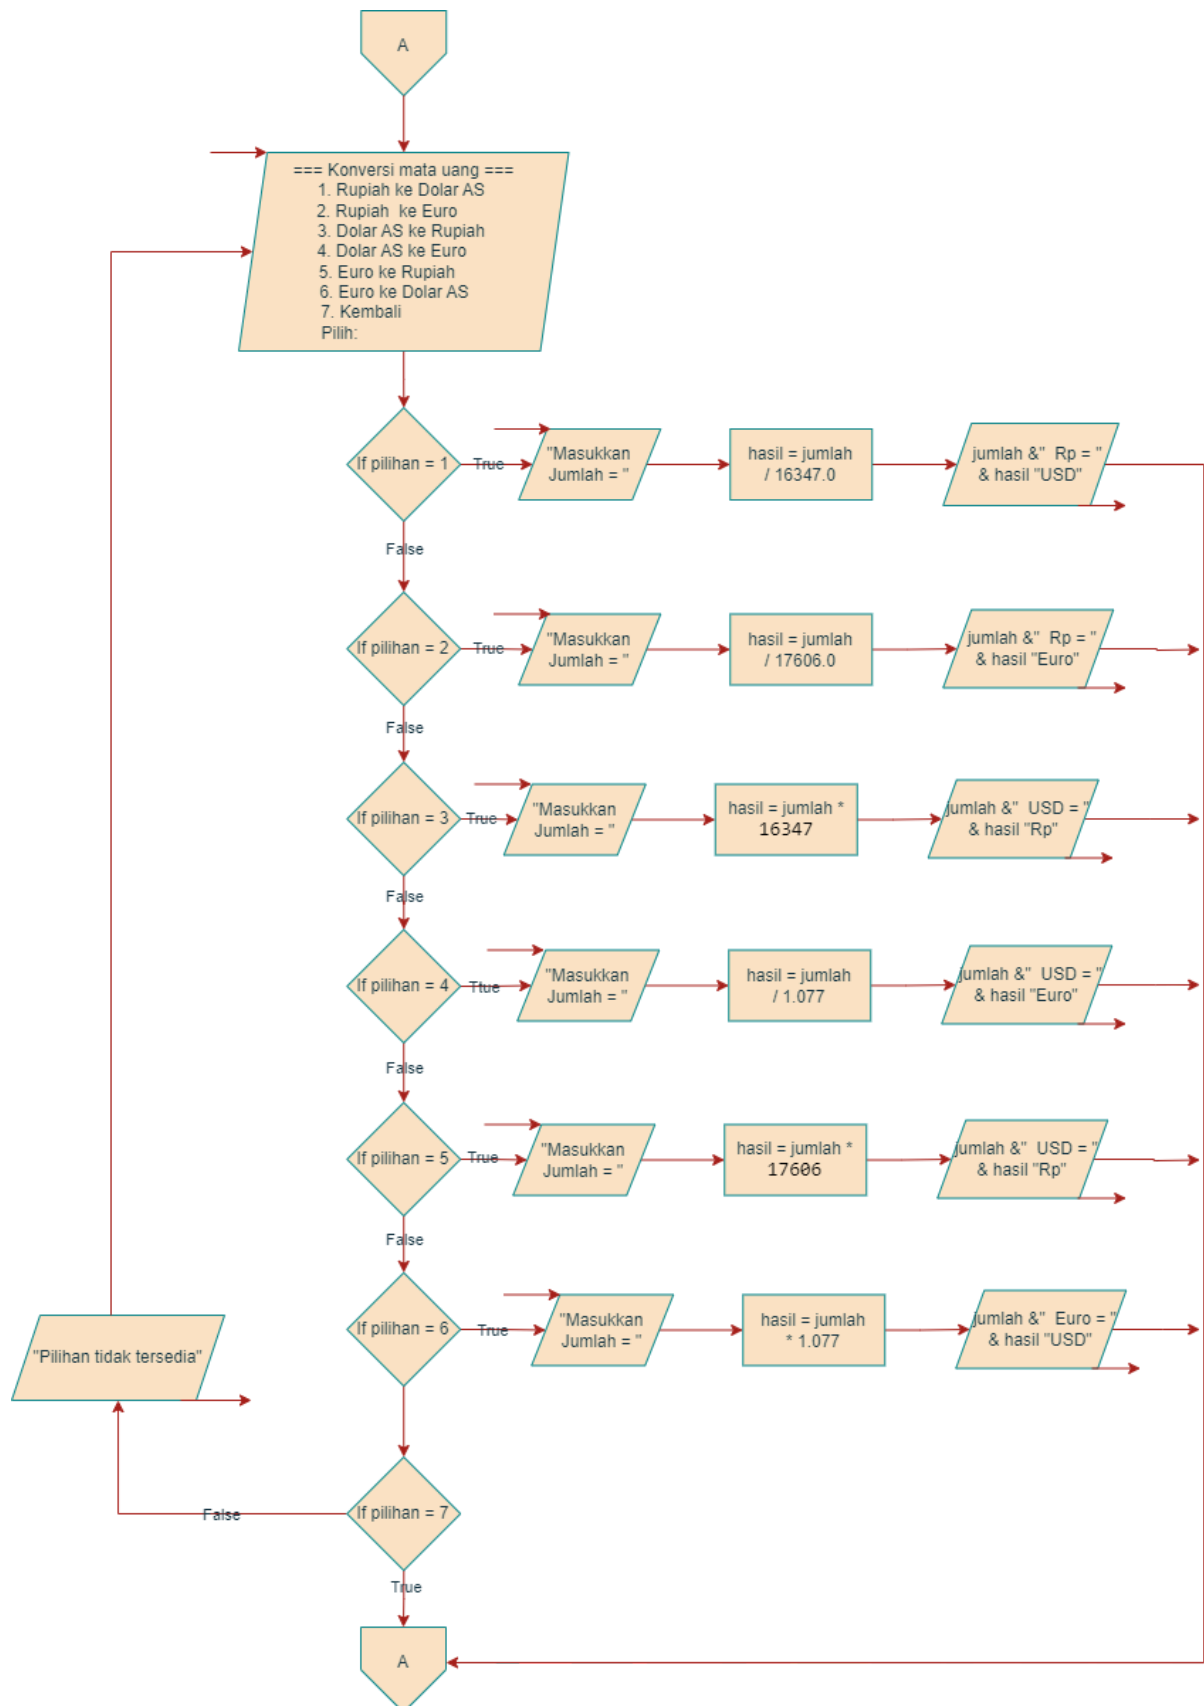 A
=== Konversi mata uang ===
1. Rupiah ke Dolar AS
2. Rupiah  ke Euro
3. Dolar AS ke Rupiah
4. Dolar AS ke Euro
5. Euro ke Rupiah
6. Euro ke Dolar AS
7. Kembali
Pilih:
If pilihan = 1
True
"Masukkan
Jumlah = "
hasil = jumlah
/ 16347.0
jumlah &"  Rp = "
& hasil "USD"
False
If pilihan = 2
True
"Masukkan
Jumlah = "
hasil = jumlah
/ 17606.0
jumlah &"  Rp = "
& hasil "Euro"
False
If pilihan = 3
True
"Masukkan
Jumlah = "
hasil = jumlah *
16347
jumlah &"  USD = "
& hasil "Rp"
False
If pilihan = 4
Ttue
"Masukkan
Jumlah = "
hasil = jumlah
/ 1.077
jumlah &"  USD = "
& hasil "Euro"
False
If pilihan = 5
True
"Masukkan
Jumlah = "
hasil = jumlah *
17606
jumlah &"  USD = "
& hasil "Rp"
False
If pilihan = 6
True
"Masukkan
Jumlah = "
hasil = jumlah
* 1.077
jumlah &"  Euro = "
& hasil "USD"
"Pilihan tidak tersedia"
False
If pilihan = 7
True
A